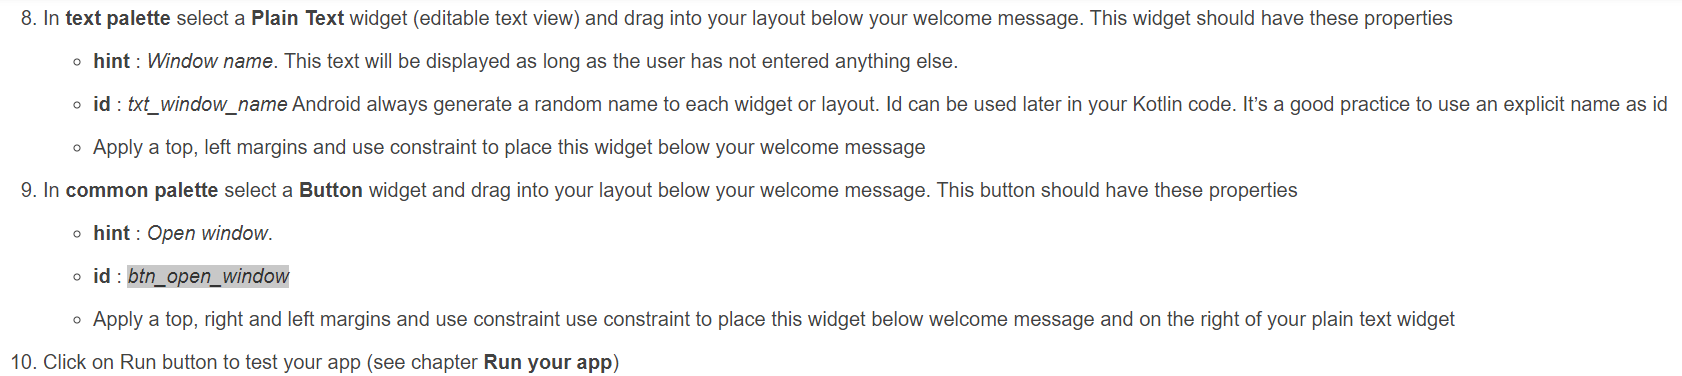 8. In text palette select a Plain Text widget (editable text view) and drag into your layout below your welcome message. This widget should have these properties
◦ hint : Window name. This text will be displayed as long as the user has not entered anything else.
◦ id : txt_window_name Android always generate a random name to each widget or layout. Id can be used later in your Kotlin code. It’s a good practice to use an explicit name as id
◦ Apply a top, left margins and use constraint to place this widget below your welcome message
9. In common palette select a Button widget and drag into your layout below your welcome message. This button should have these properties
◦ hint : Open window.
◦ id : btn_open_window
◦ Apply a top, right and left margins and use constraint use constraint to place this widget below welcome message and on the right of your plain text widget
10. Click on Run button to test your app (see chapter Run your app)